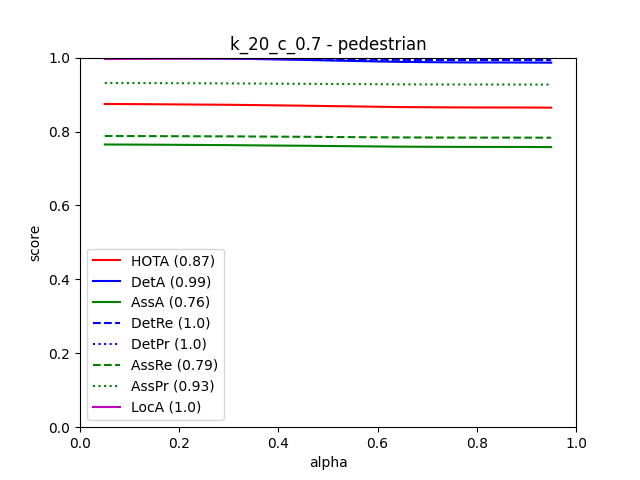 k_20_c_0.7 - pedestrian
1.0
0.8
0.6
0.4
0.2
0.0
score
HOTA (0.87)
DetA (0.99)
AssA (0.76)
DetRe (1.0)
DetPr (1.0)
AssRe (0.79)
AssPr (0.93)
LocA (1.0)
0.0 0.2 0.4 0.6 0.8 1.0
alpha